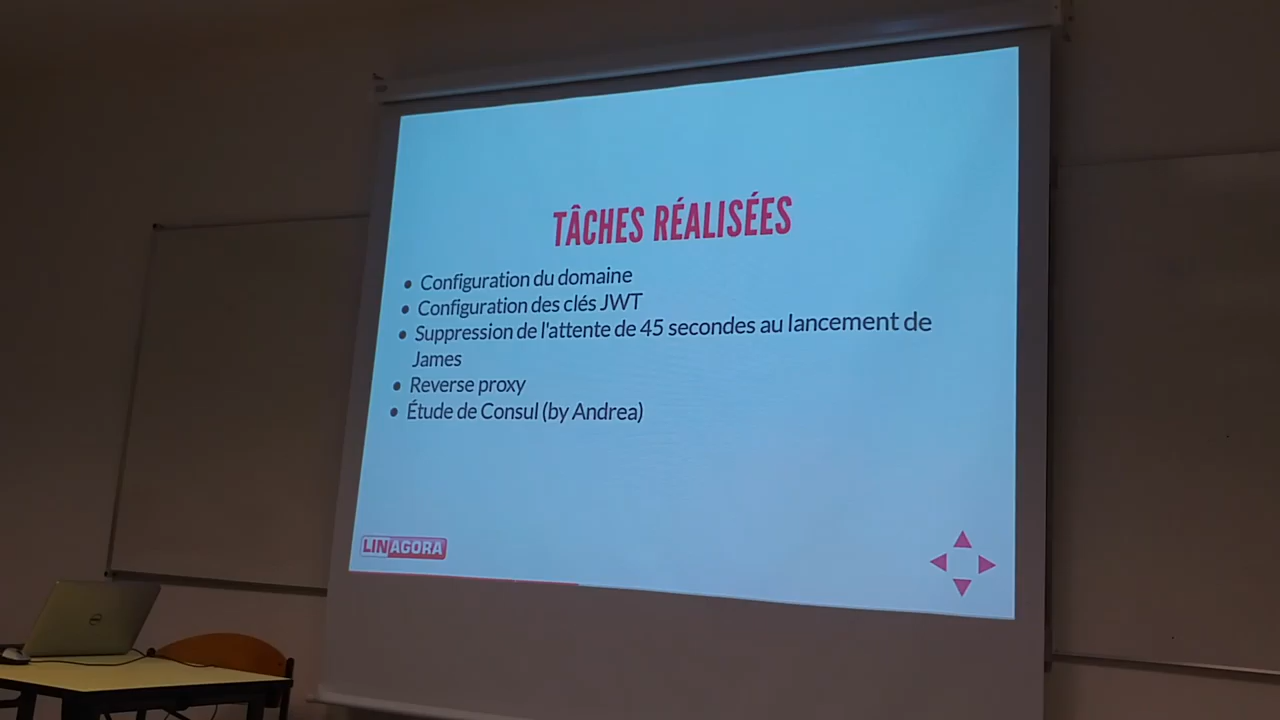 TÂCHES RÉALISÉES
• Configuration du domaine
• Configuration des clés JWT
• Suppression de l'attente de 45 secondes au lancement de
James
• Reverse proxy
• Étude de Consul (by Andrea)
LINAGORA